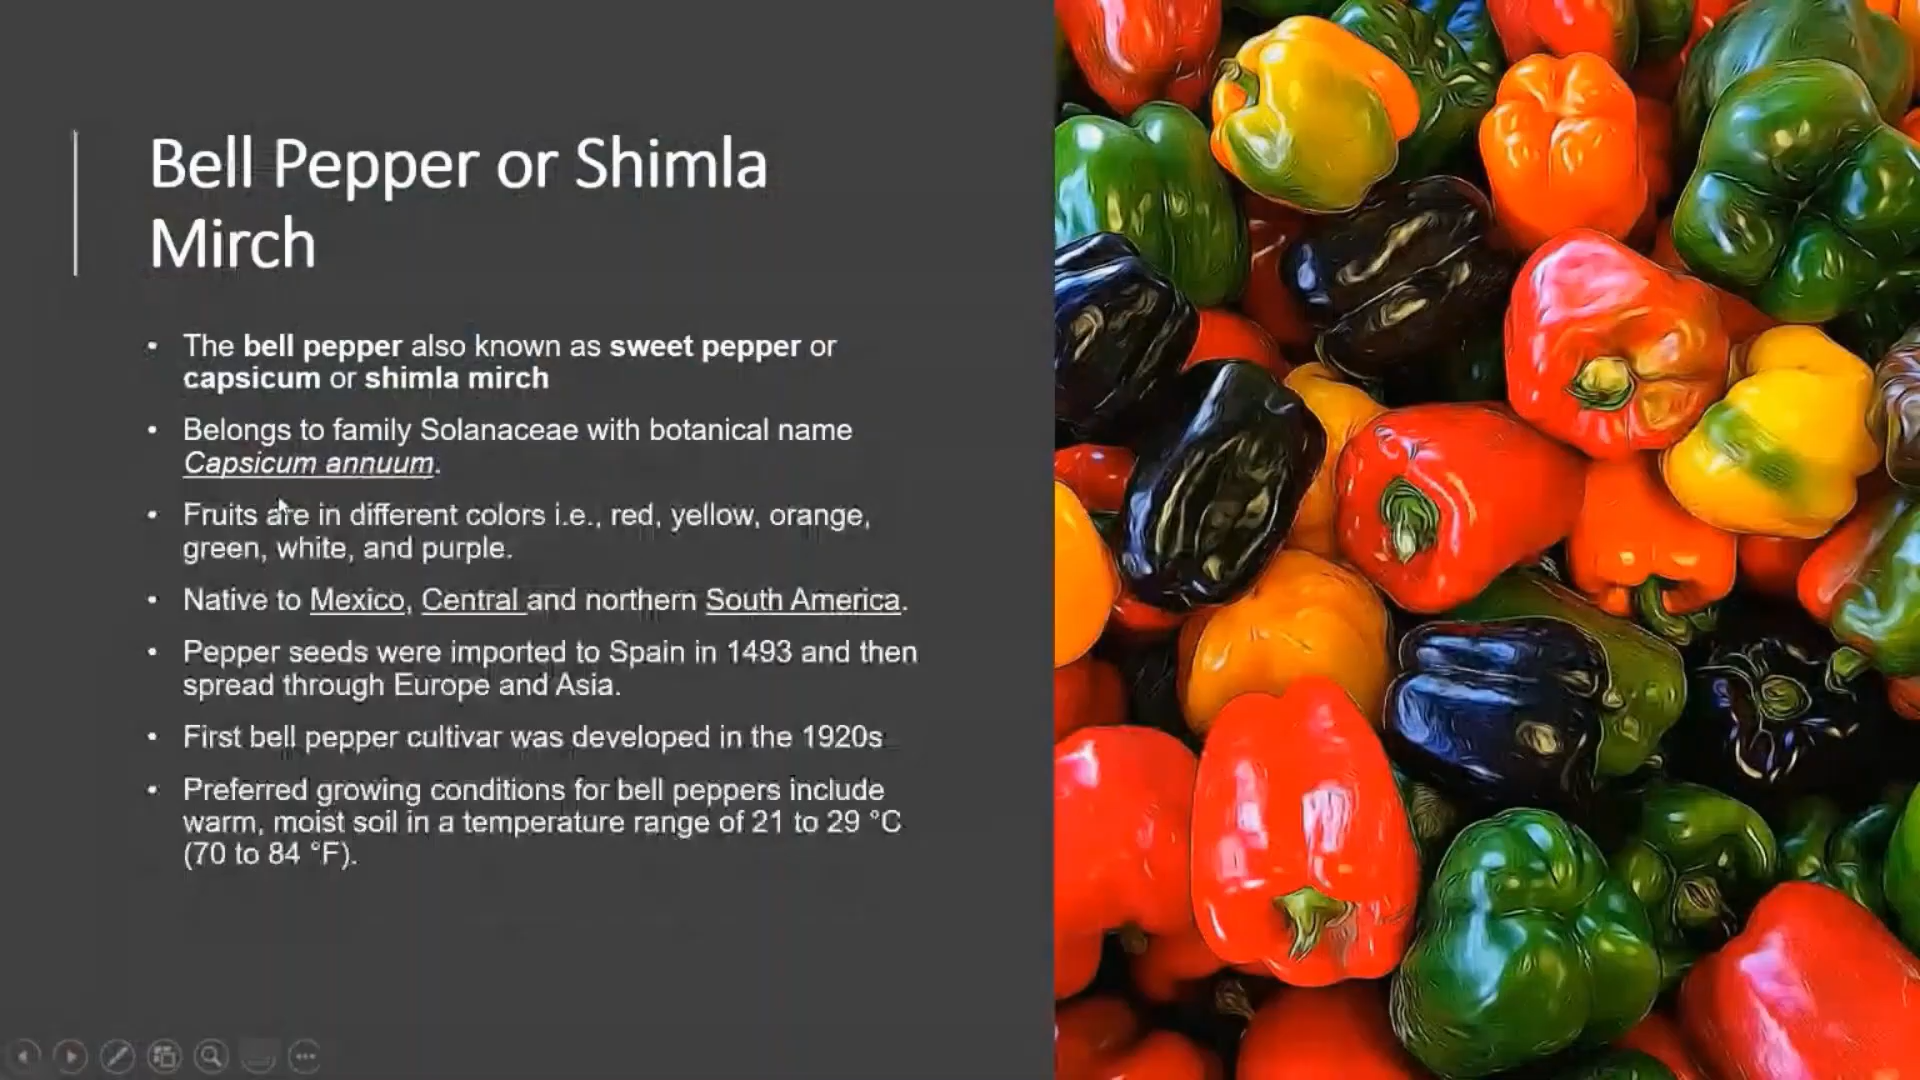 Bell Pepper or Shimla
Mirch
• The bell pepper also known as sweet pepper or
capsicum or shimla mirch
• Belongs to family Solanaceae with botanical name
Capsicum annuum.
• Fruits are in different colors i.e., red, yellow, orange,
green, white, and purple.
• Native to Mexico, Central and northern South America.
• Pepper seeds were imported to Spain in 1493 and then
spread through Europe and Asia.
• First bell pepper cultivar was developed in the 1920s
• Preferred growing conditions for bell peppers include
warm, moist soil in a temperature range of 21 to 29 °C
(70 to 84 °F).